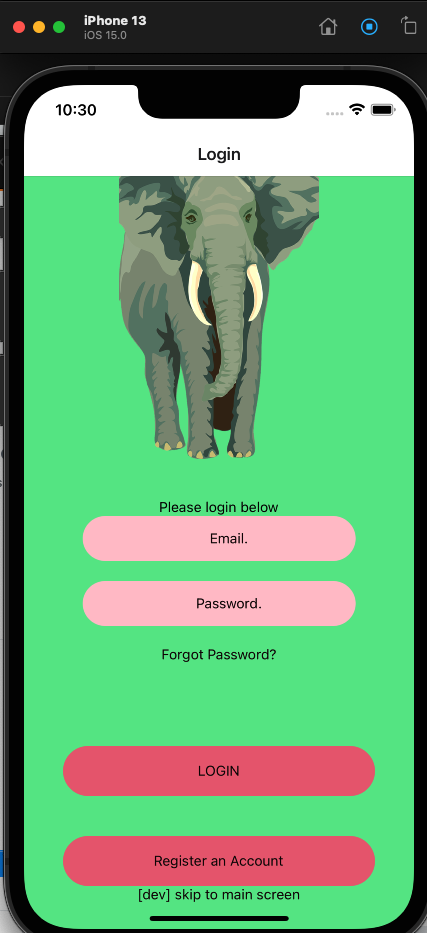 iPhone 13
iOS 15.0
10:30
Login
Please login below
Email.
Password.
Forgot Password?
LOGIN
Register an Account
[dev] skip to main screen